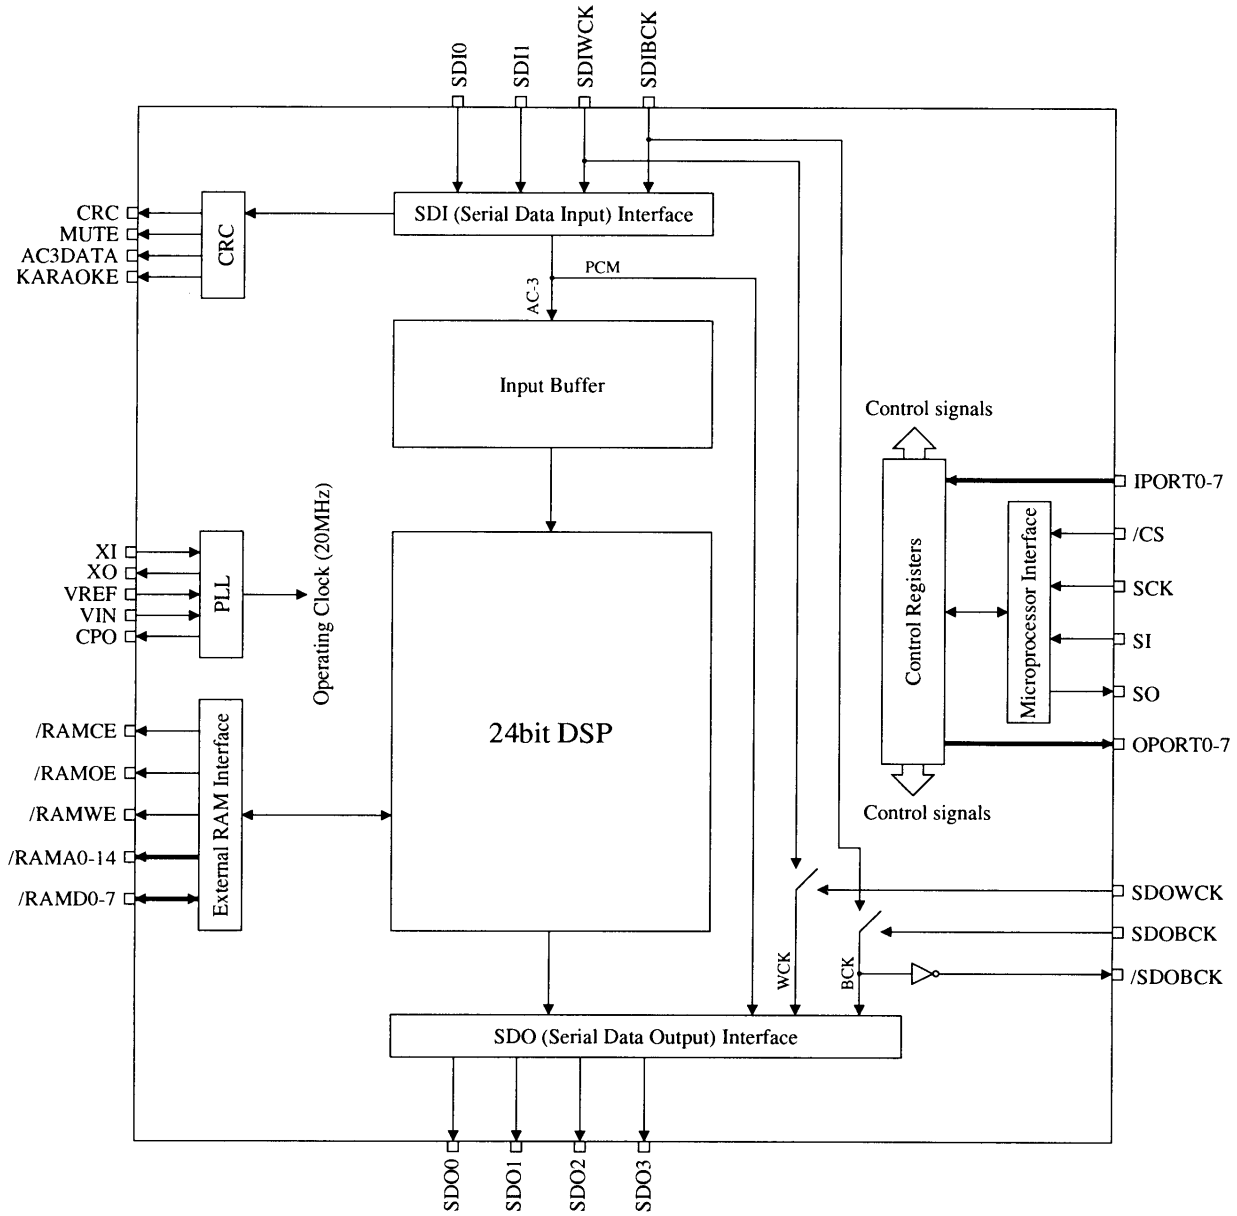 SDI0
SDI1
SDIWCK
SDIBCK
SDI (Serial Data Input) Interface
CRC
MUTE
AC3DATA
KARAOKE
CRC
PCM
AC-3
Input Buffer
Control signals
IPORT0-7
/CS
SCK
SI
SO
OPORT0-7
Control Registers
Microprocessor Interface
Control signals
XI
XO
VREF
VIN
CPO
PLL
Operating Clock (20MHz)
24bit DSP
/RAMCE
/RAMOE
/RAMWE
/RAMA0-14
/RAMD0-7
External RAM Interface
SDOWCK
SDOBCK
/SDOBCK
WCK
BCK
SDO (Serial Data Output) Interface
SDO0
SDO1
SDO2
SDO3